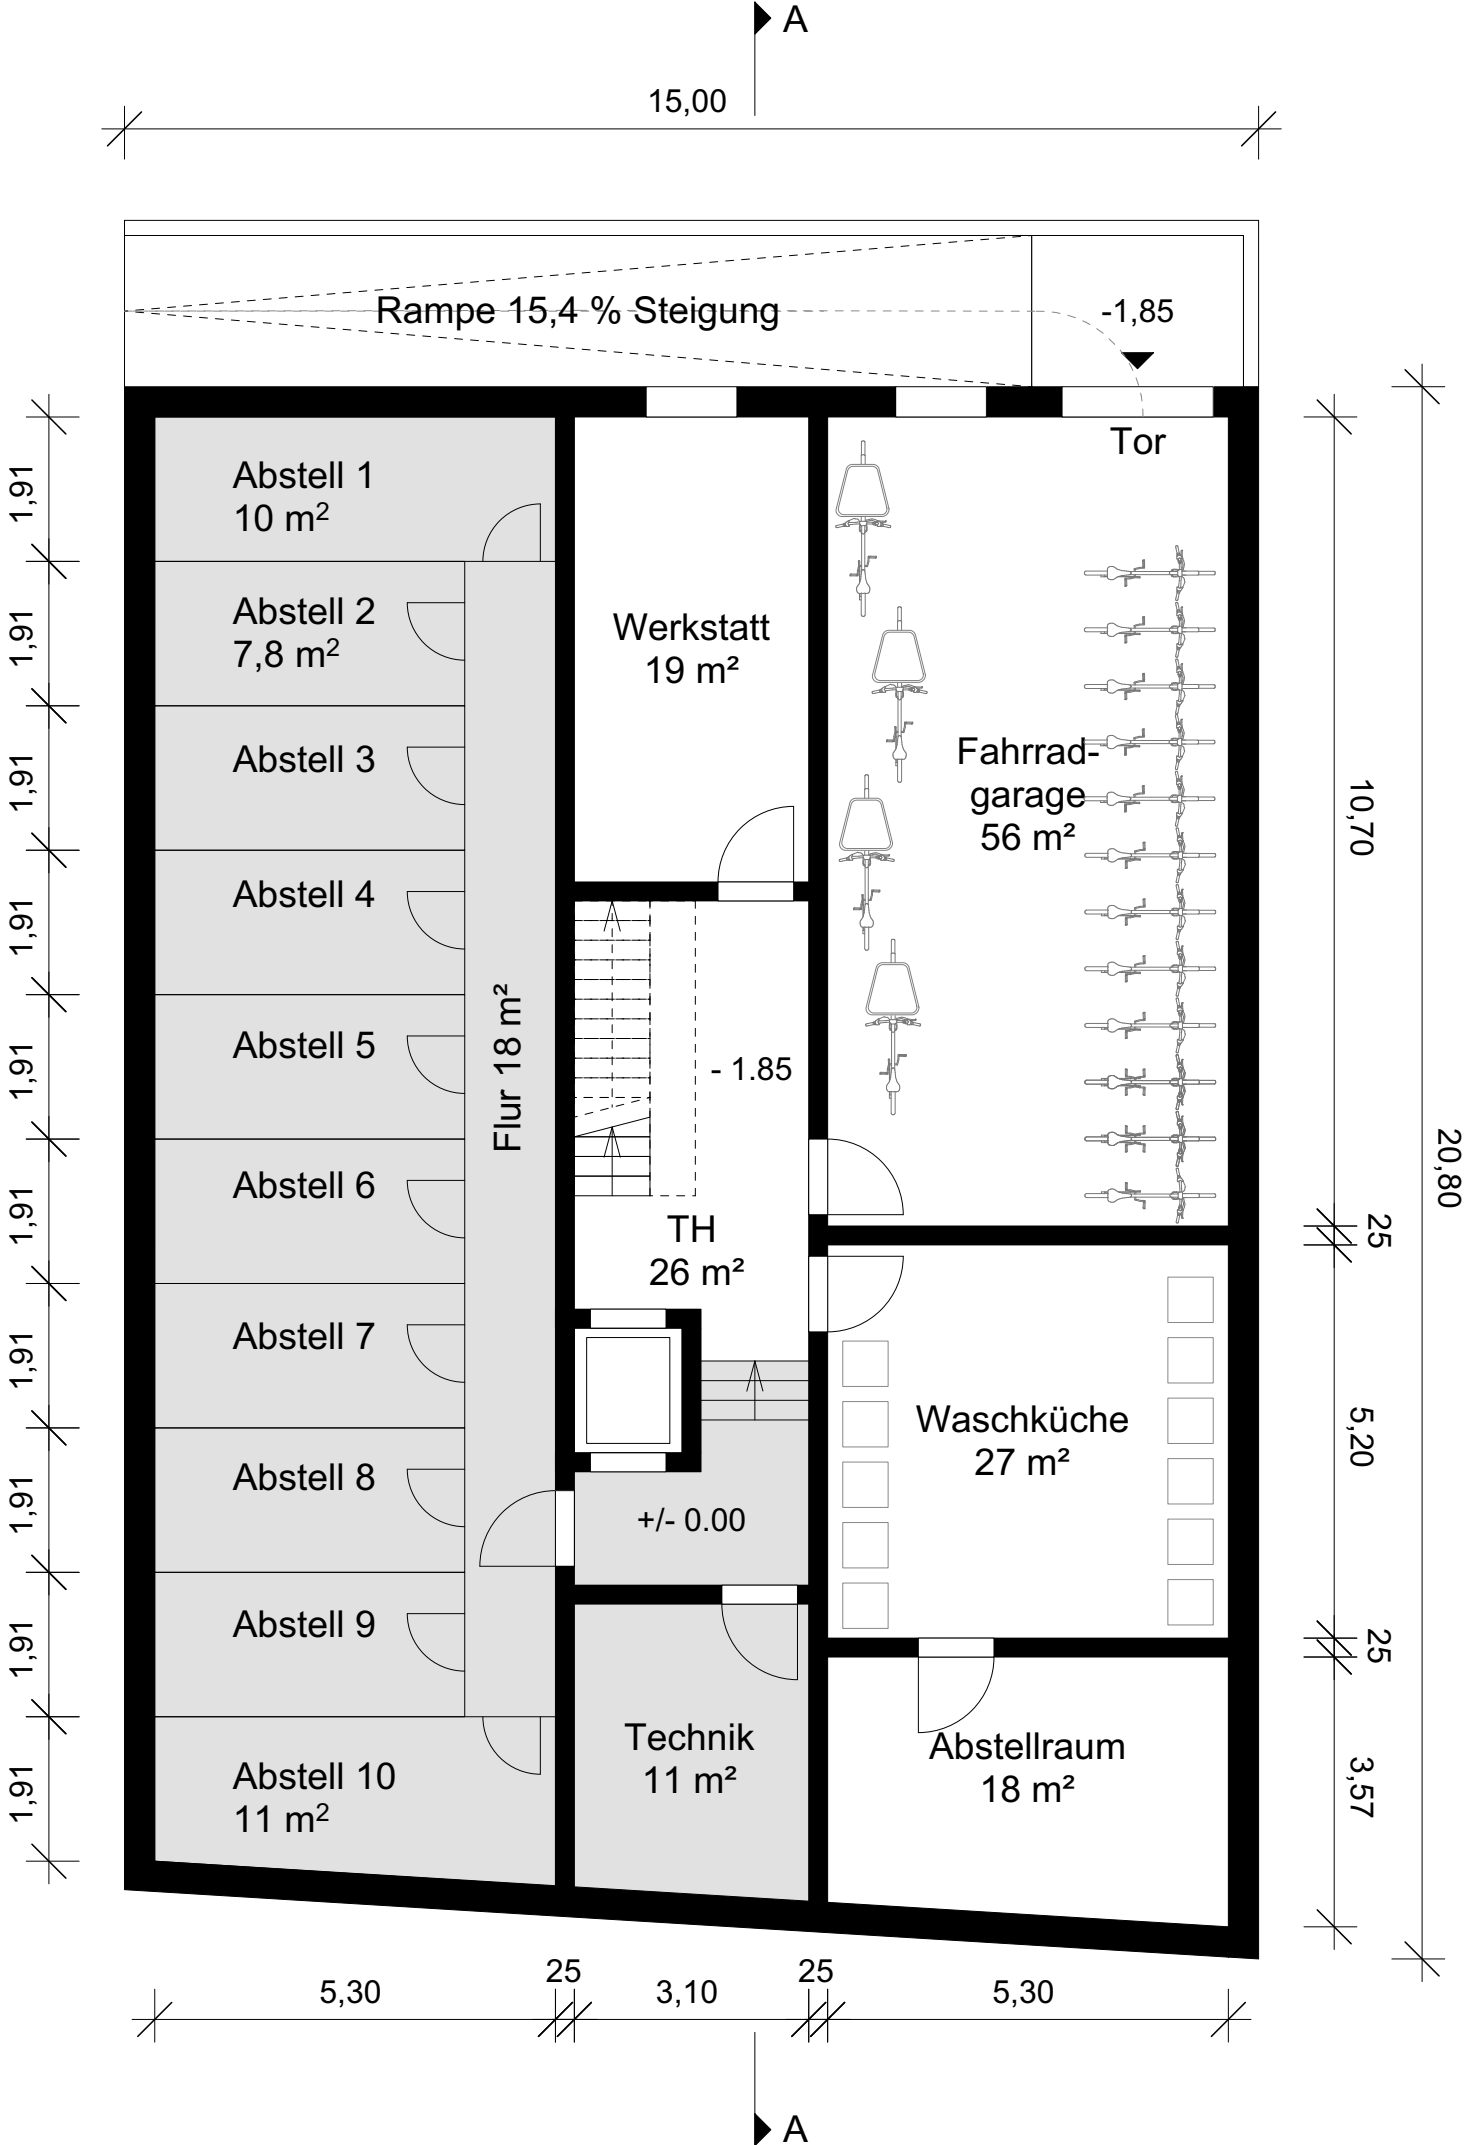 A
15,00
Rampe 15,4 % Steigung
-1,85
Tor
Abstell 1
10 m²
Abstell 2
7,8 m²
Abstell 3
Abstell 4
Abstell 5
Abstell 6
Abstell 7
Abstell 8
Abstell 9
Abstell 10
11 m²
Flur 18 m²
Werkstatt
19 m²
- 1.85
TH
26 m²
+/- 0.00
Technik
11 m²
Fahrrad-
garage
56 m²
Waschküche
27 m²
Abstellraum
18 m²
1,91
1,91
1,91
1,91
1,91
1,91
1,91
1,91
1,91
1,91
10,70
25
5,20
25
3,57
20,80
5,30
25
3,10
25
5,30
A